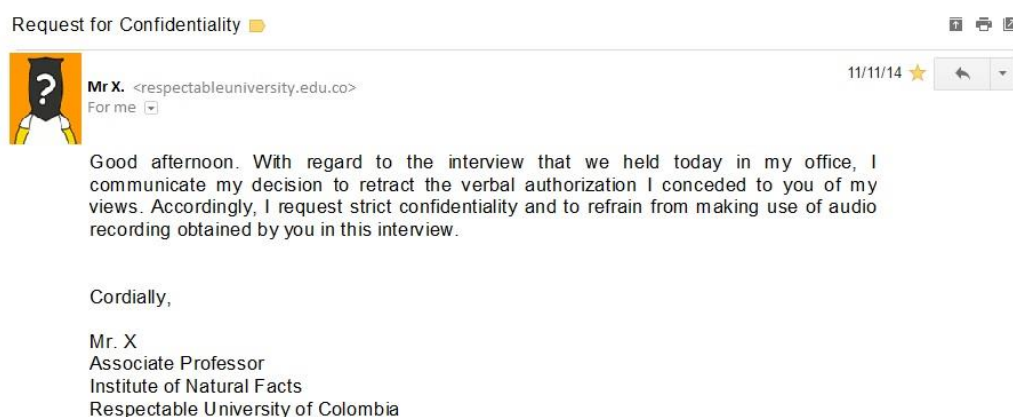 Request for Confidentiality
?
Mr X. <respectableuniversity.edu.co>
11/11/14
For me
Good afternoon. With regard to the interview that we held today in my office, I
communicate my decision to retract the verbal authorization I conceded to you of my
views. Accordingly, I request strict confidentiality and to refrain from making use of audio
recording obtained by you in this interview.
Cordially,
Mr. X
Associate Professor
Institute of Natural Facts
Respectable University of Colombia